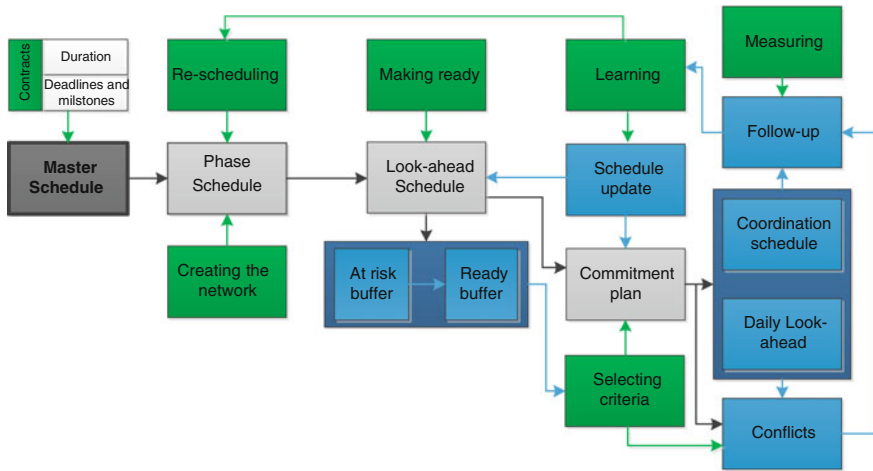 Contracts
Duration
Deadlines and
milstones
Re-scheduling
Making ready
Learning
Measuring
Master
Schedule
Phase
Schedule
Look-ahead
Schedule
Schedule
update
Follow-up
Creating the
network
At risk
buffer
Ready
buffer
Commitment
plan
Coordination
schedule
Daily Look-
ahead
Selecting
criteria
Conflicts